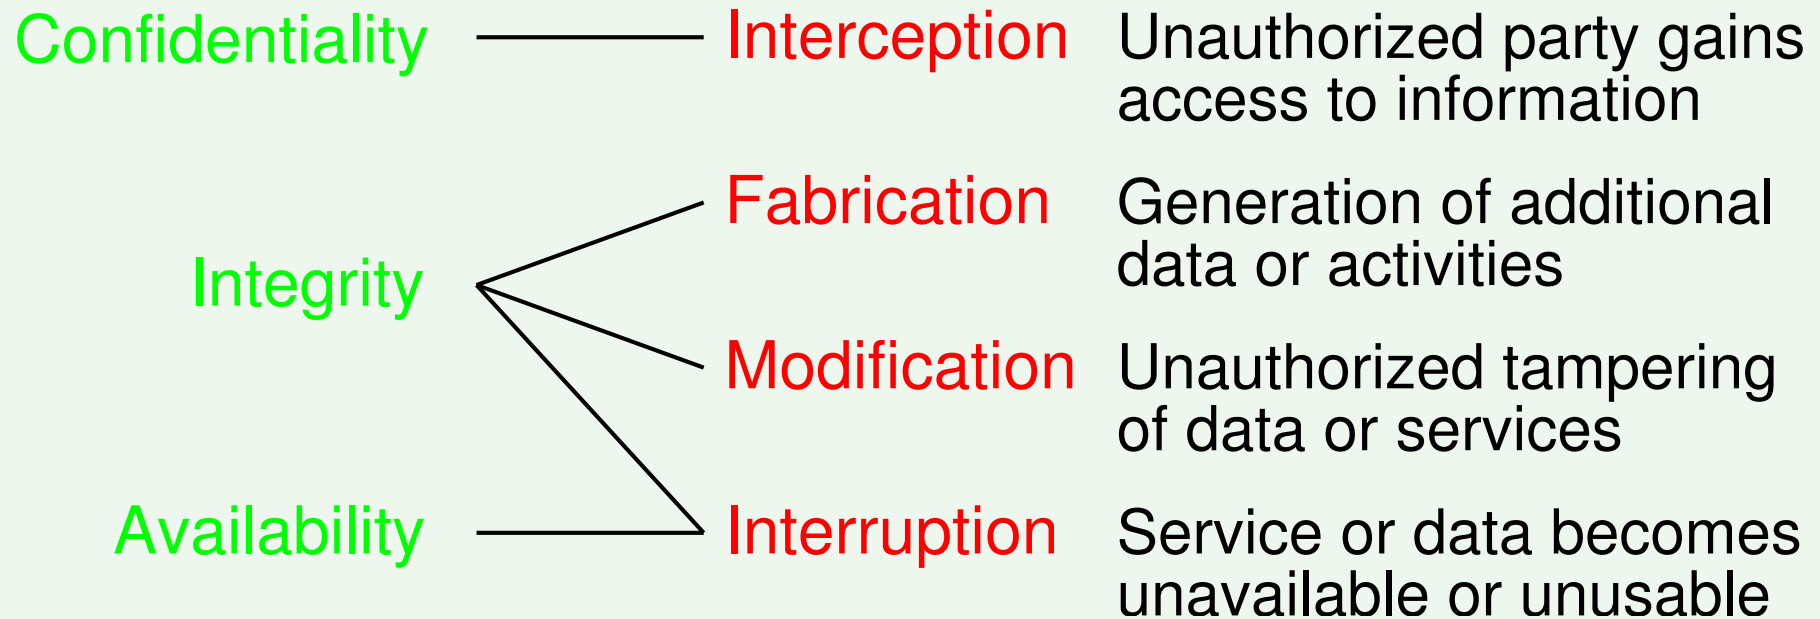 Confidentiality Interception Unauthorized party gains
access to information
Fabrication Generation of additional
data or activities
Integrity
Modification Unauthorized tampering
of data or services
Availability Interruption Service or data becomes
unavailable or unusable